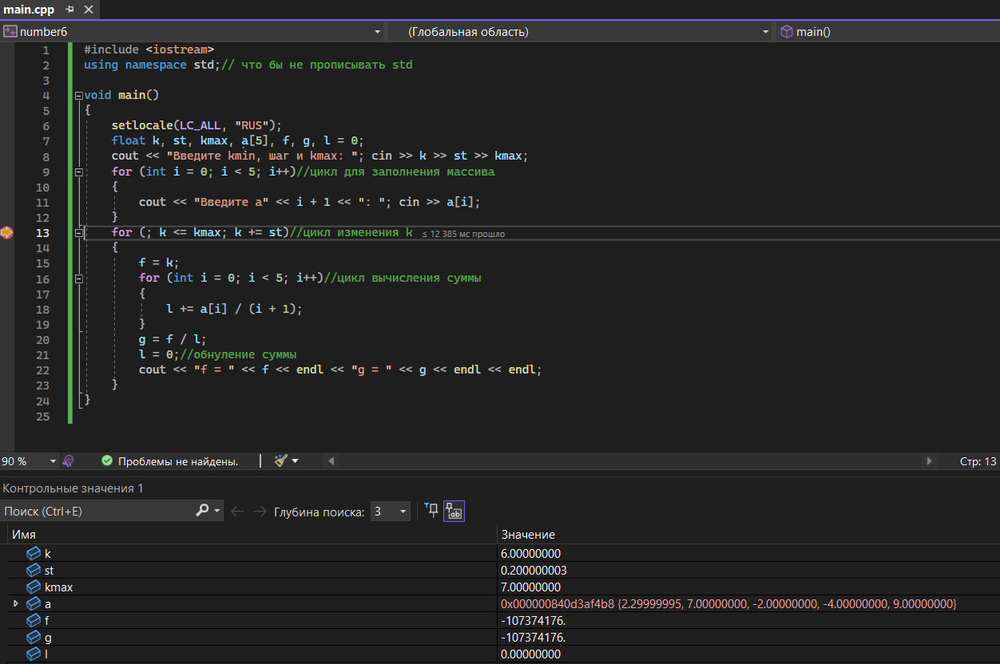 main.cpp
number6 (Глобальная область) main()
1 #include <iostream>
2 using namespace std;// что бы не прописывать std
3
4 void main()
5 {
6 setlocale(LC_ALL, "RUS");
7 float k, st, kmax, a[5], f, g, l = 0;
8 cout << "Введите kmin, шаг и kmax: "; cin >> k >> st >> kmax;
9 for (int i = 0; i < 5; i++)//цикл для заполнения массива
10 {
11 cout << "Введите a" << i + 1 << ": "; cin >> a[i];
12 }
13 for (; k <= kmax; k += st)//цикл изменения k ≤ 12 385 мс прошло
14 {
15 f = k;
16 for (int i = 0; i < 5; i++)//цикл вычисления суммы
17 {
18 l += a[i] / (i + 1);
19 }
20 g = f / l;
21 l = 0;//обнуление суммы
22 cout << "f = " << f << endl << "g = " << g << endl << endl;
23 }
24 }
25
90 % Проблемы не найдены. Стр: 13
Контрольные значения 1
Поиск (Ctrl+E) Глубина поиска: 3
Имя Значение
k 6.00000000
st 0.200000003
kmax 7.00000000
a 0x000000840d3af4b8 {2.29999995, 7.00000000, -2.00000000, -4.00000000, 9.00000000}
f -107374176.
g -107374176.
l 0.00000000